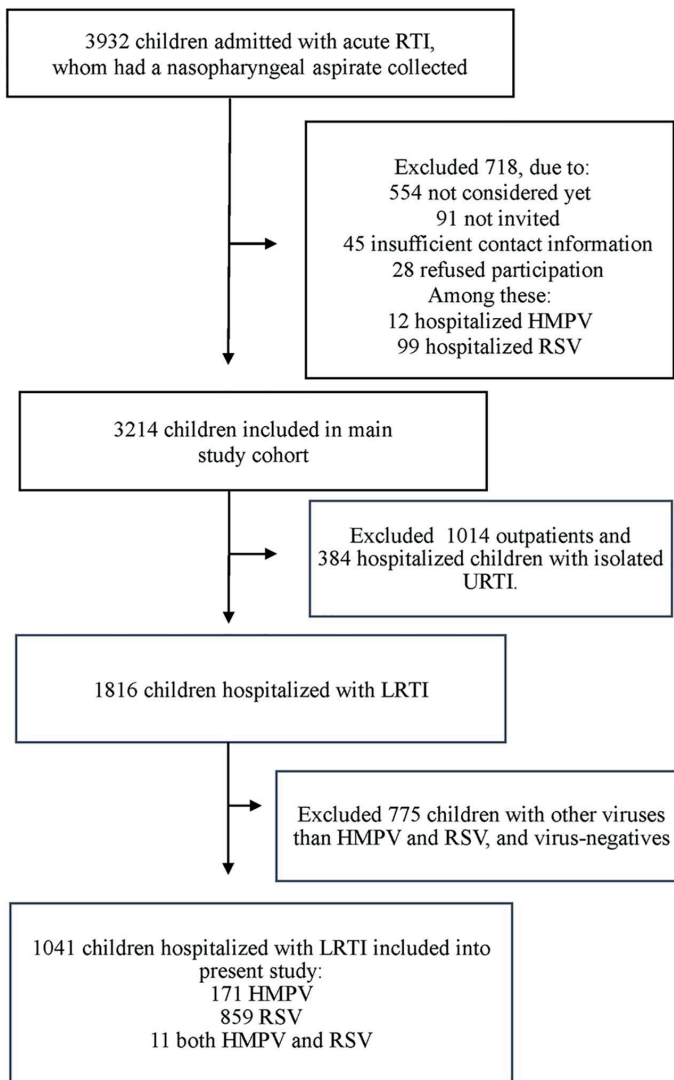 3932 children admitted with acute RTI,
whom had a nasopharyngeal aspirate collected
Excluded 718, due to:
554 not considered yet
91 not invited
45 insufficient contact information
28 refused participation
Among these:
12 hospitalized HMPV
99 hospitalized RSV
3214 children included in main
study cohort
Excluded 1014 outpatients and
384 hospitalized children with isolated
URTI.
1816 children hospitalized with LRTI
Excluded 775 children with other viruses
than HMPV and RSV, and virus-negatives
1041 children hospitalized with LRTI included into
present study:
171 HMPV
859 RSV
11 both HMPV and RSV